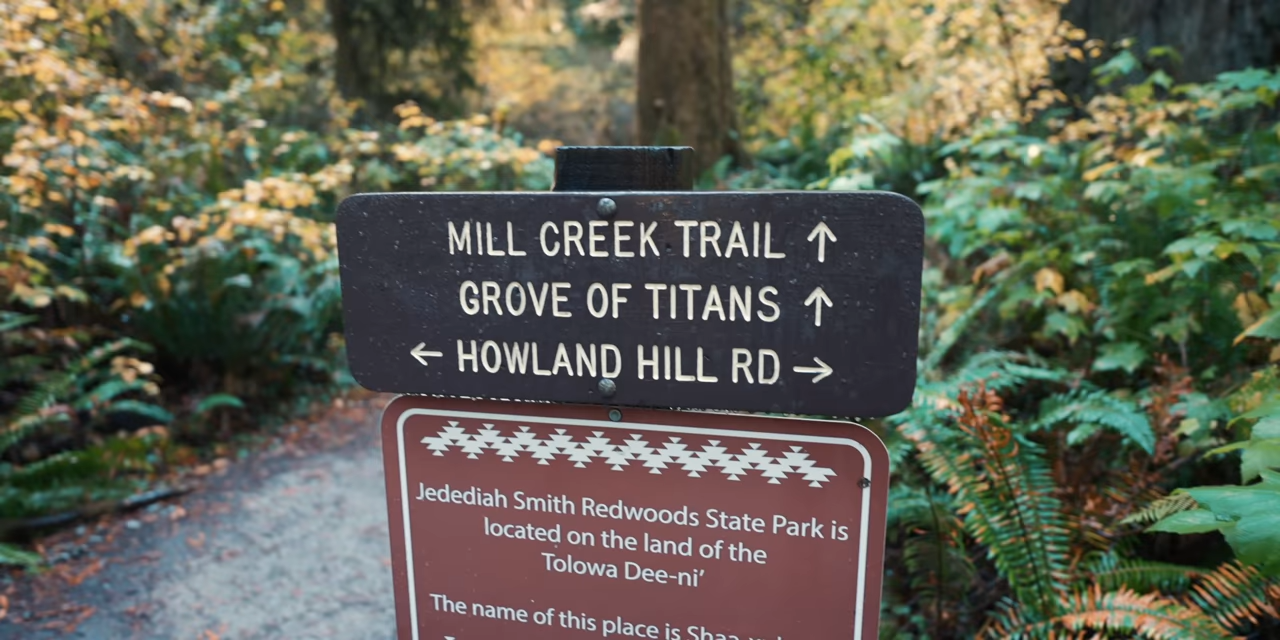 MILL CREEK TRAIL ↑
GROVE OF TITANS ↑
← HOWLAND HILL RD →
Jedediah Smith Redwoods State Park is
located on the land of the
Tolowa Dee-ni’
The name of this place is